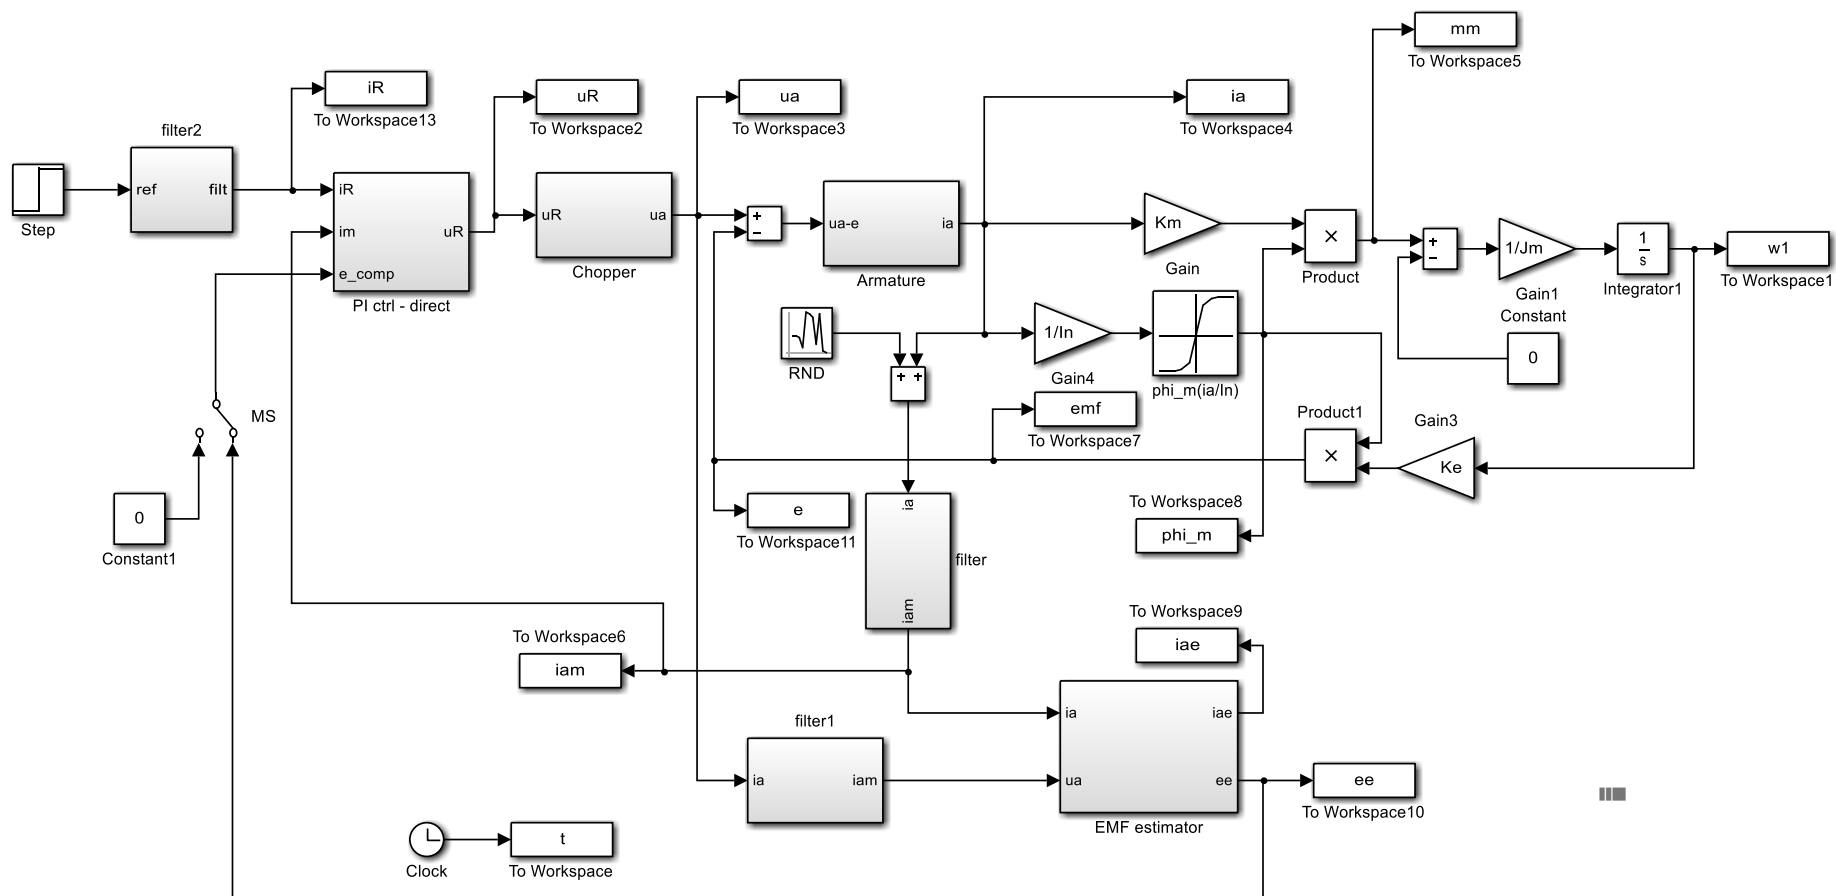 mm
To Workspace5
iR
To Workspace13
uR
To Workspace2
ua
To Workspace3
ia
To Workspace4
filter2
ref
filt
Step
iR
im
e_comp
uR
PI ctrl - direct
uR
ua
Chopper
+
−
ua-e
ia
Armature
Km
Gain
×
Product
+
−
1/Jm
Gain1
1
s
Integrator1
w1
To Workspace1
Constant
0
RND
+ +
1/In
Gain4
phi_m(ia/In)
emf
To Workspace7
Product1
×
Gain3
Ke
MS
0
Constant1
e
To Workspace11
ia
iam
filter
To Workspace8
phi_m
To Workspace9
iae
To Workspace6
iam
filter1
ia
iam
ia
ua
iae
ee
EMF estimator
ee
To Workspace10
Clock
t
To Workspace